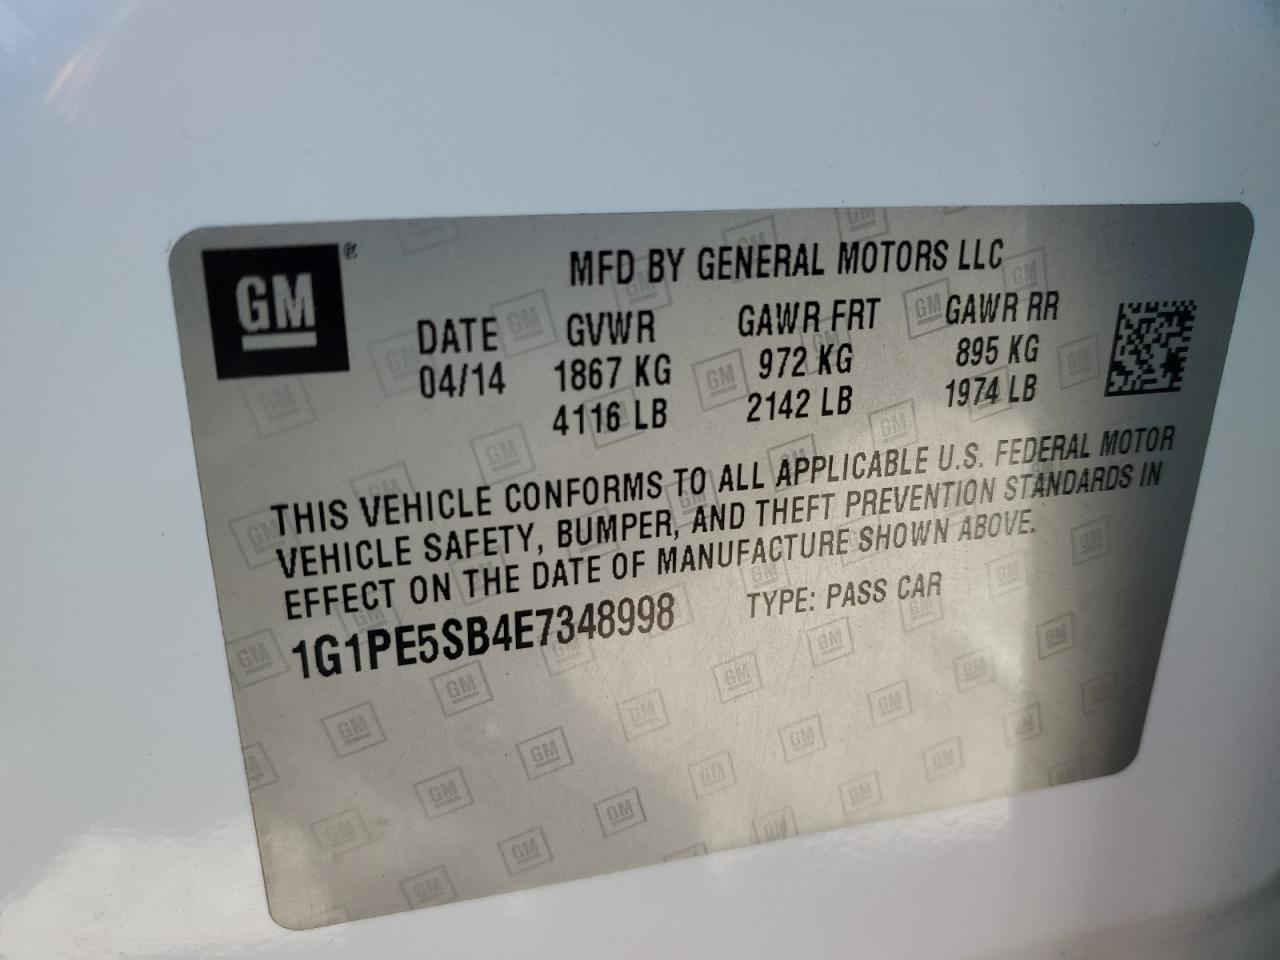 GM®
MFD BY GENERAL MOTORS LLC
DATE GVWR GAWR FRT GAWR RR
04/14 1867 KG 972 KG 895 KG
4116 LB 2142 LB 1974 LB
THIS VEHICLE CONFORMS TO ALL APPLICABLE U.S. FEDERAL MOTOR
VEHICLE SAFETY, BUMPER, AND THEFT PREVENTION STANDARDS IN
EFFECT ON THE DATE OF MANUFACTURE SHOWN ABOVE.
1G1PE5SB4E7348998 TYPE: PASS CAR